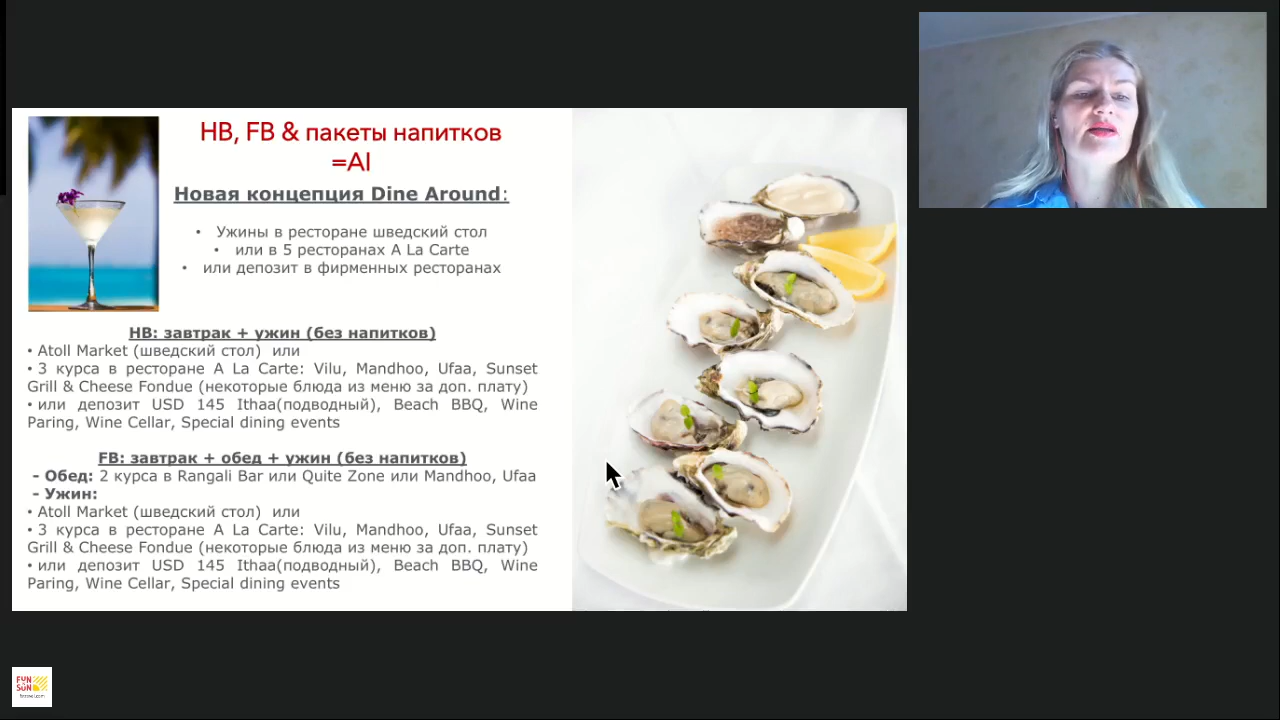 HB, FB & пакеты напитков
=AI
Новая концепция Dine Around:
• Ужины в ресторане шведский стол
• или в 5 ресторанах A La Carte
• или депозит в фирменных ресторанах
HB: завтрак + ужин (без напитков)
• Atoll Market (шведский стол) или
• 3 курса в ресторане A La Carte: Vilu, Mandhoo, Ufaa, Sunset
Grill & Cheese Fondue (некоторые блюда из меню за доп. плату)
• или депозит USD 145 Ithaa(подводный), Beach BBQ, Wine
Paring, Wine Cellar, Special dining events
FB: завтрак + обед + ужин (без напитков)
- Обед: 2 курса в Rangali Bar или Quite Zone или Mandhoo, Ufaa
- Ужин:
• Atoll Market (шведский стол) или
• 3 курса в ресторане A La Carte: Vilu, Mandhoo, Ufaa, Sunset
Grill & Cheese Fondue (некоторые блюда из меню за доп. плату)
• или депозит USD 145 Ithaa(подводный), Beach BBQ, Wine
Paring, Wine Cellar, Special dining events
FUN
&SUN